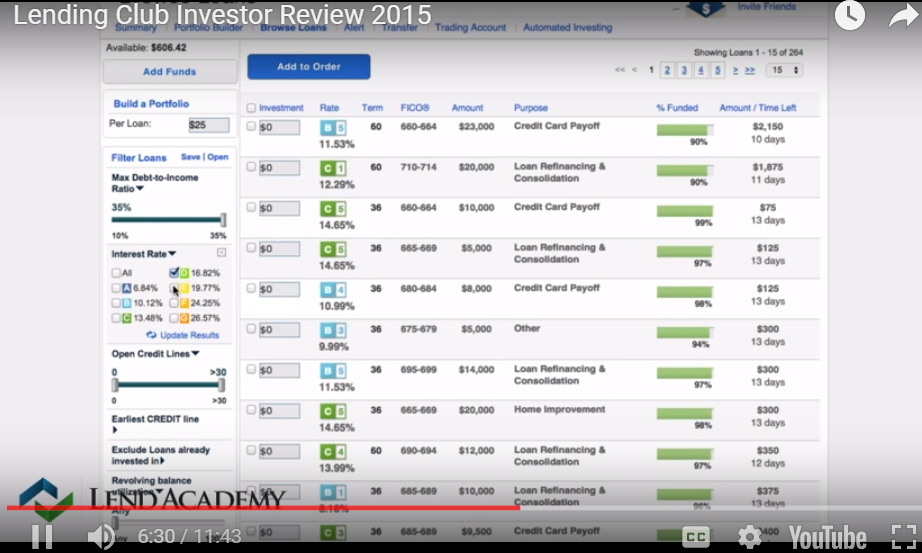 Lending Club Investor Review 2015
Invite Friends
Summary Portfolio Builder Browse Loans Alert Transfer Trading Account Automated Investing
Available: $606.42
Add Funds
Add to Order
Showing Loans 1 - 15 of 264
<< < 1 2 3 4 5 > >> 15
Build a Portfolio
Per Loan: $25
Filter Loans Save | Open
Max Debt-to-Income
Ratio
35%
10% 35%
Interest Rate
All D 16.82%
A 6.84% 19.77%
B 10.12% F 24.25%
C 13.48% G 26.57%
Update Results
Open Credit Lines
0 >30
0 >30
Earliest CREDIT line
Exclude Loans already
invested in
Revolving balance
utilization
Any
Any
Investment Rate Term FICO® Amount Purpose % Funded Amount / Time Left
$0 B 5 60 660-664 $23,000 Credit Card Payoff $2,150
11.53% 90% 10 days
$0 C 1 60 710-714 $20,000 Loan Refinancing & $1,875
12.29% Consolidation 90% 11 days
$0 C 5 36 660-664 $10,000 Credit Card Payoff $75
14.65% 99% 13 days
$0 C 5 36 665-669 $5,000 Loan Refinancing & $125
14.65% Consolidation 97% 13 days
$0 B 4 36 680-684 $8,000 Credit Card Payoff $125
10.99% 98% 13 days
$0 B 3 36 675-679 $5,000 Other $300
9.99% 94% 13 days
$0 B 5 36 695-699 $14,000 Loan Refinancing & $300
11.53% Consolidation 97% 13 days
$0 C 5 36 665-669 $20,000 Home Improvement $300
14.65% 98% 13 days
$0 C 4 60 690-694 $12,000 Loan Refinancing & $350
13.99% Consolidation 97% 12 days
$0 B 1 36 685-689 $10,000 Loan Refinancing & $375
8.18% Consolidation 96% 13 days
$0 C 3 36 685-689 $9,500 Credit Card Payoff $400
LEND ACADEMY
6:30 / 11:43
CC
YouTube